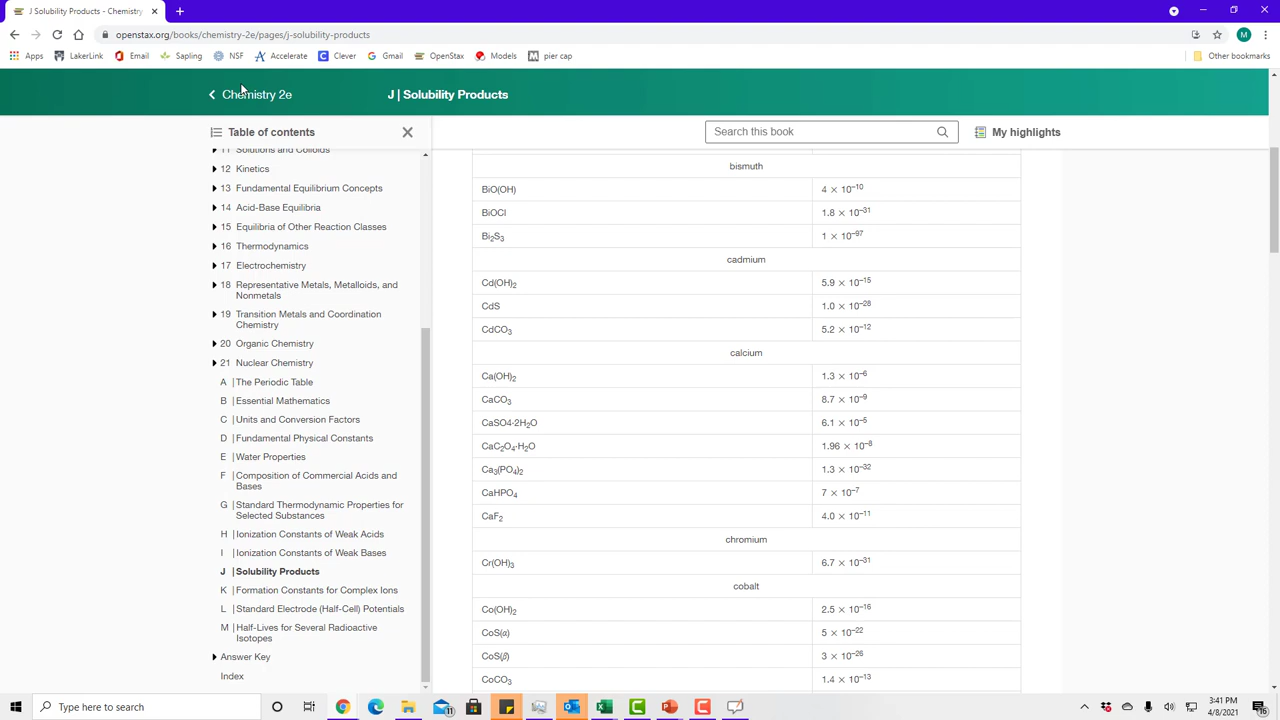 J Solubility Products - Chemistry
openstax.org/books/chemistry-2e/pages/j-solubility-products
M
Apps LakerLink Email Sapling NSF Accelerate Clever Gmail OpenStax Models pier cap Other bookmarks
Chemistry 2e J | Solubility Products
Table of contents Search this book My highlights
11 Solutions and Colloids
12 Kinetics
13 Fundamental Equilibrium Concepts
14 Acid-Base Equilibria
15 Equilibria of Other Reaction Classes
16 Thermodynamics
17 Electrochemistry
18 Representative Metals, Metalloids, and
Nonmetals
19 Transition Metals and Coordination
Chemistry
20 Organic Chemistry
21 Nuclear Chemistry
A | The Periodic Table
B | Essential Mathematics
C | Units and Conversion Factors
D | Fundamental Physical Constants
E | Water Properties
F | Composition of Commercial Acids and
Bases
G | Standard Thermodynamic Properties for
Selected Substances
H | Ionization Constants of Weak Acids
I | Ionization Constants of Weak Bases
J | Solubility Products
K | Formation Constants for Complex Ions
L | Standard Electrode (Half-Cell) Potentials
M | Half-Lives for Several Radioactive
Isotopes
Answer Key
Index
bismuth
BiO(OH) 4 × 10⁻¹⁰
BiOCl 1.8 × 10⁻³¹
Bi₂S₃ 1 × 10⁻⁹⁷
cadmium
Cd(OH)₂ 5.9 × 10⁻¹⁵
CdS 1.0 × 10⁻²⁸
CdCO₃ 5.2 × 10⁻¹²
calcium
Ca(OH)₂ 1.3 × 10⁻⁶
CaCO₃ 8.7 × 10⁻⁹
CaSO4·2H₂O 6.1 × 10⁻⁵
CaC₂O₄·H₂O 1.96 × 10⁻⁸
Ca₃(PO₄)₂ 1.3 × 10⁻³²
CaHPO₄ 7 × 10⁻⁷
CaF₂ 4.0 × 10⁻¹¹
chromium
Cr(OH)₃ 6.7 × 10⁻³¹
cobalt
Co(OH)₂ 2.5 × 10⁻¹⁶
CoS(α) 5 × 10⁻²²
CoS(β) 3 × 10⁻²⁶
CoCO₃ 1.4 × 10⁻¹³
Type here to search
11
3:41 PM
4/8/2021
16